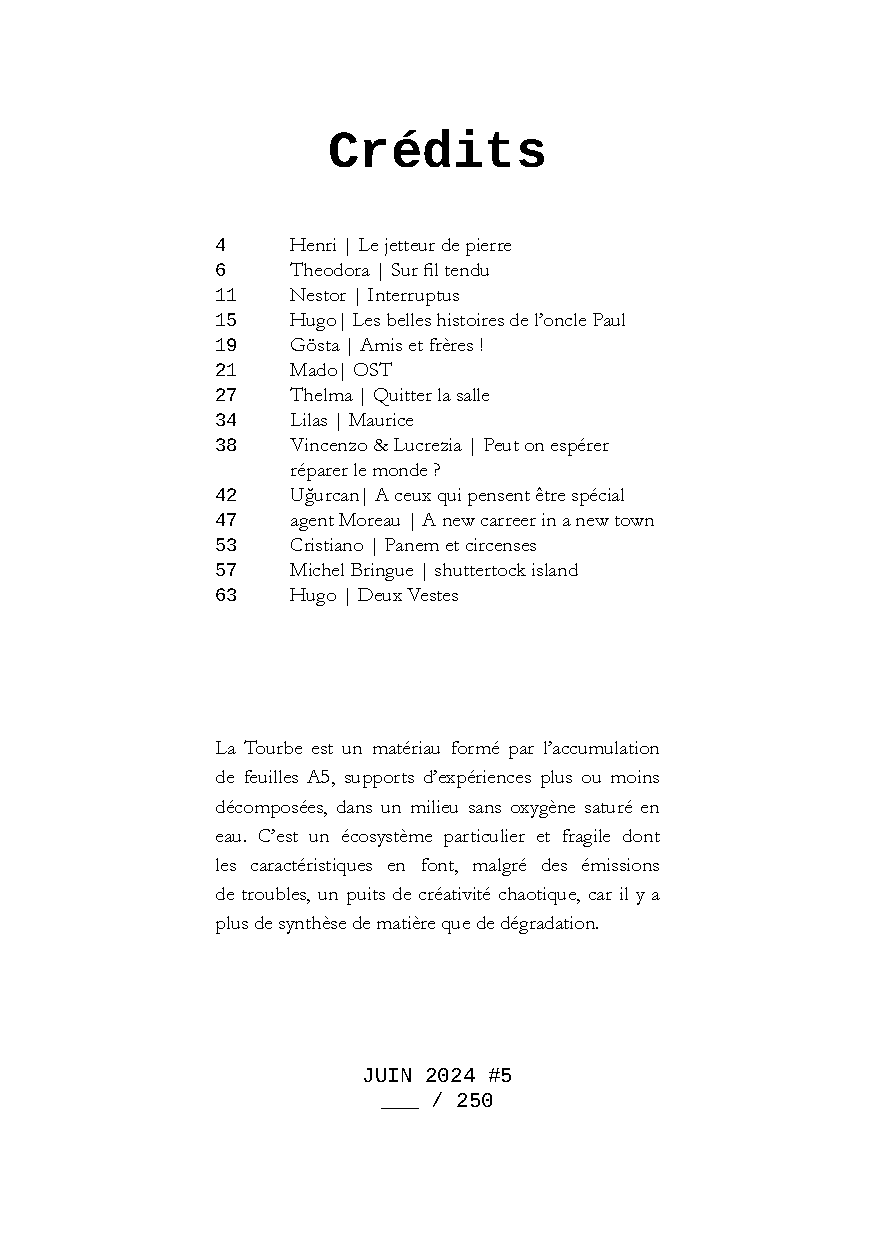 Crédits
4 Henri | Le jetteur de pierre
6 Theodora | Sur fil tendu
11 Nestor | Interruptus
15 Hugo| Les belles histoires de l’oncle Paul
19 Gösta | Amis et frères !
21 Mado| OST
27 Thelma | Quitter la salle
34 Lilas | Maurice
38 Vincenzo & Lucrezia | Peut on espérer
réparer le monde ?
42 Uğurcan| A ceux qui pensent être spécial
47 agent Moreau | A new carreer in a new town
53 Cristiano | Panem et circenses
57 Michel Bringue | shuttertock island
63 Hugo | Deux Vestes
La Tourbe est un matériau formé par l’accumulation
de feuilles A5, supports d’expériences plus ou moins
décomposées, dans un milieu sans oxygène saturé en
eau. C’est un écosystème particulier et fragile dont
les caractéristiques en font, malgré des émissions
de troubles, un puits de créativité chaotique, car il y a
plus de synthèse de matière que de dégradation.
JUIN 2024 #5
___ / 250